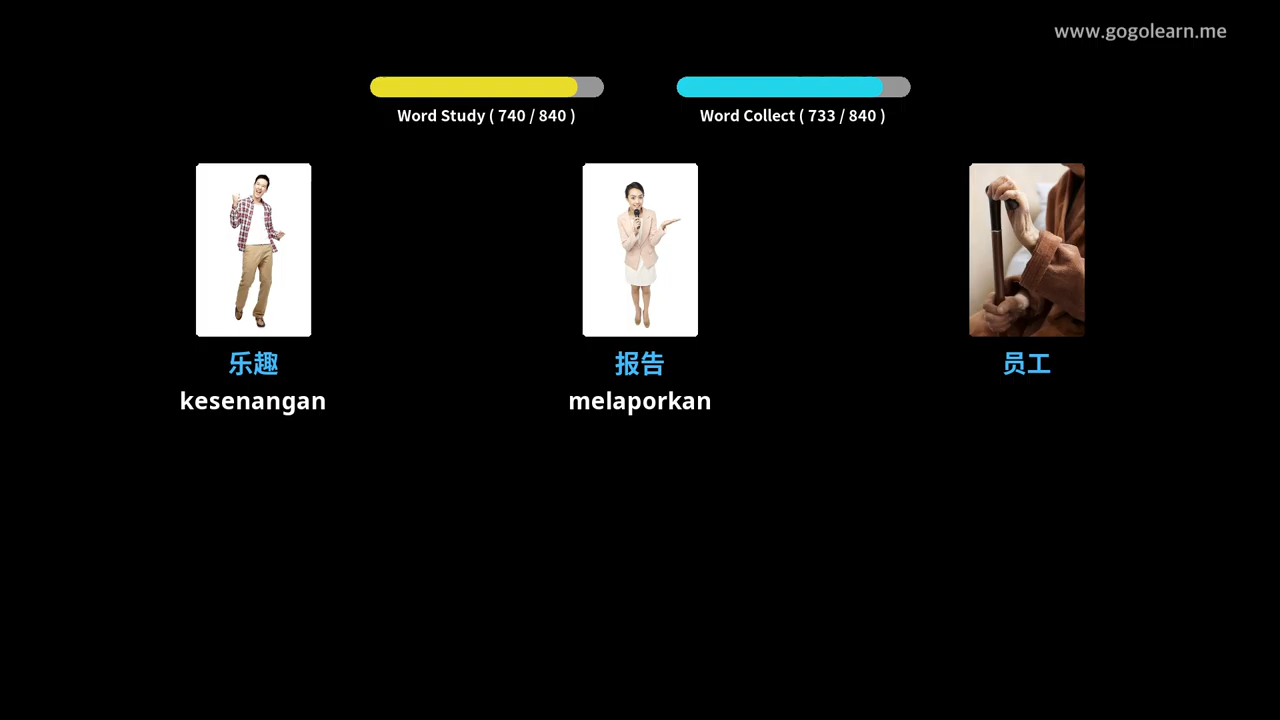 www.gogolearn.me
Word Study ( 740 / 840 )
Word Collect ( 733 / 840 )
乐趣
报告
员工
kesenangan
melaporkan